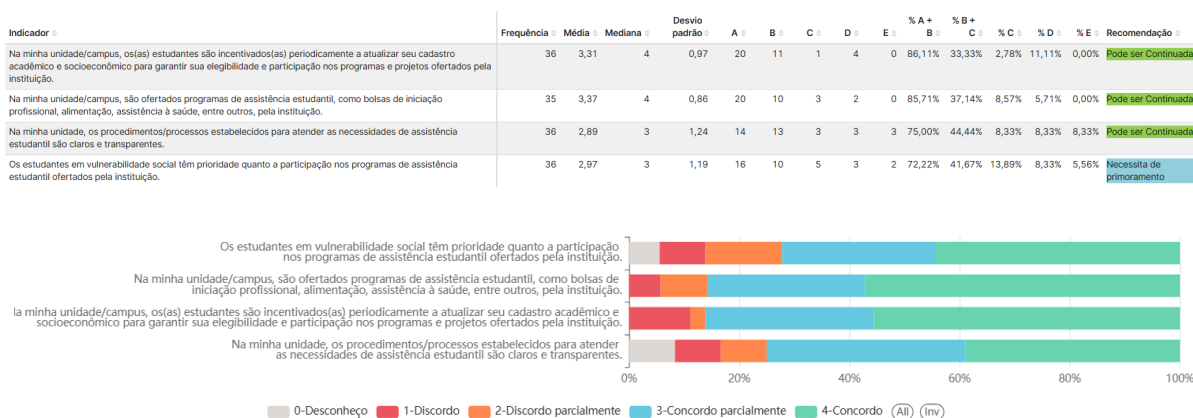 Indicador Frequência Média Mediana Desvio padrão A B C D E % A + B % B + C % C % D % E Recomendação
Na minha unidade/campus, os(as) estudantes são incentivados(as) periodicamente a atualizar seu cadastro
acadêmico e socioeconômico para garantir sua elegibilidade e participação nos programas e projetos ofertados pela
instituição.
36 3,31 4 0,97 20 11 1 4 0 86,11% 33,33% 2,78% 11,11% 0,00% Pode ser Continuada
Na minha unidade/campus, são ofertados programas de assistência estudantil, como bolsas de iniciação
profissional, alimentação, assistência à saúde, entre outros, pela instituição.
35 3,37 4 0,86 20 10 3 2 0 85,71% 37,14% 8,57% 5,71% 0,00% Pode ser Continuada
Na minha unidade, os procedimentos/processos estabelecidos para atender as necessidades de assistência
estudantil são claros e transparentes.
36 2,89 3 1,24 14 13 3 3 3 75,00% 44,44% 8,33% 8,33% 8,33% Pode ser Continuada
Os estudantes em vulnerabilidade social têm prioridade quanto a participação nos programas de assistência
estudantil ofertados pela instituição.
36 2,97 3 1,19 16 10 5 3 2 72,22% 41,67% 13,89% 8,33% 5,56% Necessita de
primoramento
Os estudantes em vulnerabilidade social têm prioridade quanto a participação
nos programas de assistência estudantil ofertados pela instituição.
Na minha unidade/campus, são ofertados programas de assistência estudantil, como bolsas de
iniciação profissional, alimentação, assistência à saúde, entre outros, pela instituição.
la minha unidade/campus, os(as) estudantes são incentivados(as) periodicamente a atualizar seu cadastro acadêmico e
socioeconômico para garantir sua elegibilidade e participação nos programas e projetos ofertados pela instituição.
Na minha unidade, os procedimentos/processos estabelecidos para atender
as necessidades de assistência estudantil são claros e transparentes.
0% 20% 40% 60% 80% 100%
0-Desconheço 1-Discordo 2-Discordo parcialmente 3-Concordo parcialmente 4-Concordo All Inv